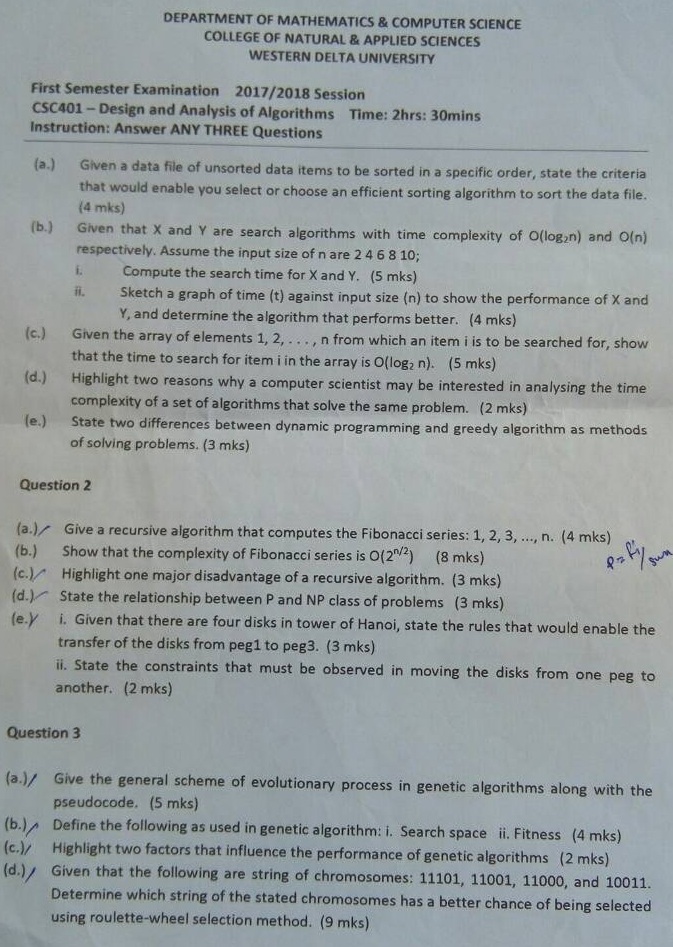 DEPARTMENT OF MATHEMATICS & COMPUTER SCIENCE
COLLEGE OF NATURAL & APPLIED SCIENCES
WESTERN DELTA UNIVERSITY
First Semester Examination 2017/2018 Session
CSC401 – Design and Analysis of Algorithms Time: 2hrs: 30mins
Instruction: Answer ANY THREE Questions
(a.) Given a data file of unsorted data items to be sorted in a specific order, state the criteria
that would enable you select or choose an efficient sorting algorithm to sort the data file.
(4 mks)
(b.) Given that X and Y are search algorithms with time complexity of O(log₂n) and O(n)
respectively. Assume the input size of n are 2 4 6 8 10;
i. Compute the search time for X and Y. (5 mks)
ii. Sketch a graph of time (t) against input size (n) to show the performance of X and
Y, and determine the algorithm that performs better. (4 mks)
(c.) Given the array of elements 1, 2, . . . , n from which an item i is to be searched for, show
that the time to search for item i in the array is O(log₂ n). (5 mks)
(d.) Highlight two reasons why a computer scientist may be interested in analysing the time
complexity of a set of algorithms that solve the same problem. (2 mks)
(e.) State two differences between dynamic programming and greedy algorithm as methods
of solving problems. (3 mks)
Question 2
(a.) Give a recursive algorithm that computes the Fibonacci series: 1, 2, 3, ..., n. (4 mks)
(b.) Show that the complexity of Fibonacci series is O(2^(n/2)) (8 mks)
(c.) Highlight one major disadvantage of a recursive algorithm. (3 mks)
(d.) State the relationship between P and NP class of problems (3 mks)
(e.) i. Given that there are four disks in tower of Hanoi, state the rules that would enable the
transfer of the disks from peg1 to peg3. (3 mks)
ii. State the constraints that must be observed in moving the disks from one peg to
another. (2 mks)
Question 3
(a.) Give the general scheme of evolutionary process in genetic algorithms along with the
pseudocode. (5 mks)
(b.) Define the following as used in genetic algorithm: i. Search space ii. Fitness (4 mks)
(c.) Highlight two factors that influence the performance of genetic algorithms (2 mks)
(d.) Given that the following are string of chromosomes: 11101, 11001, 11000, and 10011.
Determine which string of the stated chromosomes has a better chance of being selected
using roulette-wheel selection method. (9 mks)